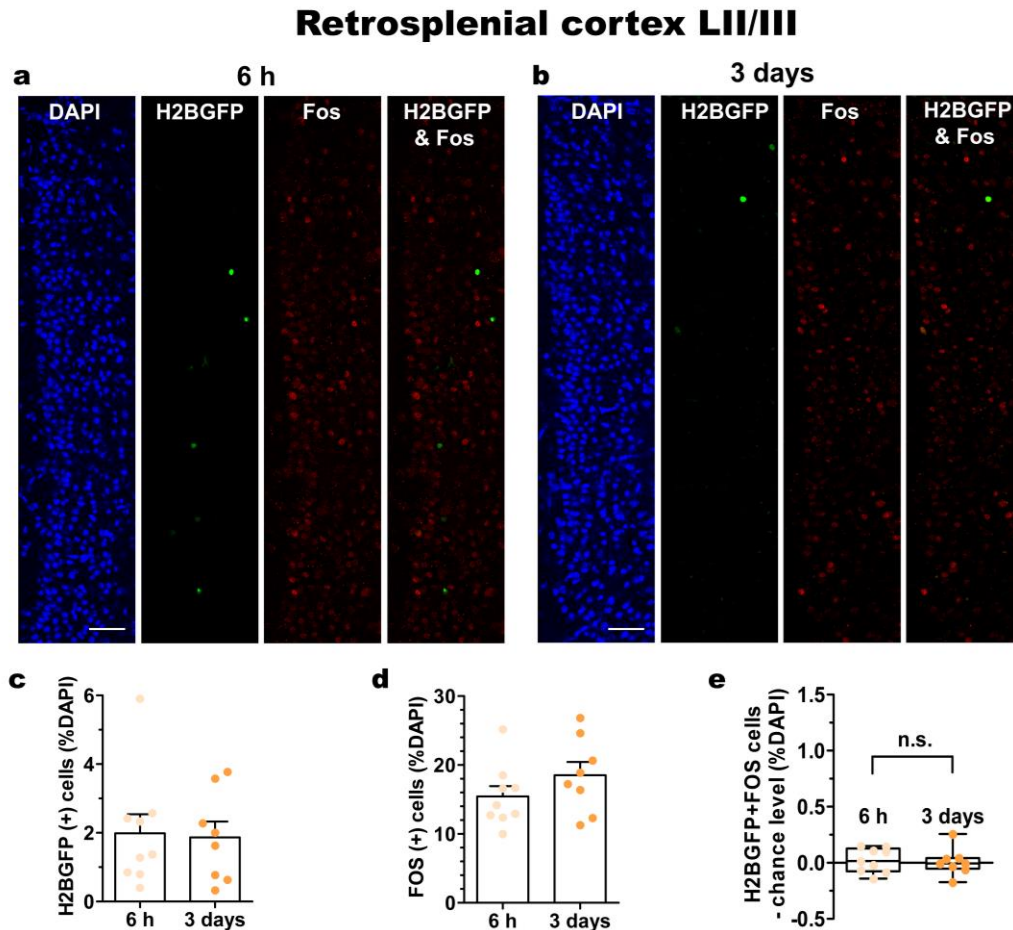 Retrosplenial cortex LII/III
a
6 h
DAPI
H2BGFP
Fos
H2BGFP
& Fos
b
3 days
DAPI
H2BGFP
Fos
H2BGFP
& Fos
c
H2BGFP (+) cells (%DAPI)
6
4
2
0
6 h
3 days
d
FOS (+) cells (%DAPI)
30
20
10
0
6 h
3 days
e
H2BGFP+FOS cells
- chance level (%DAPI)
1.5
1.0
0.5
0.0
-0.5
n.s.
6 h
3 days